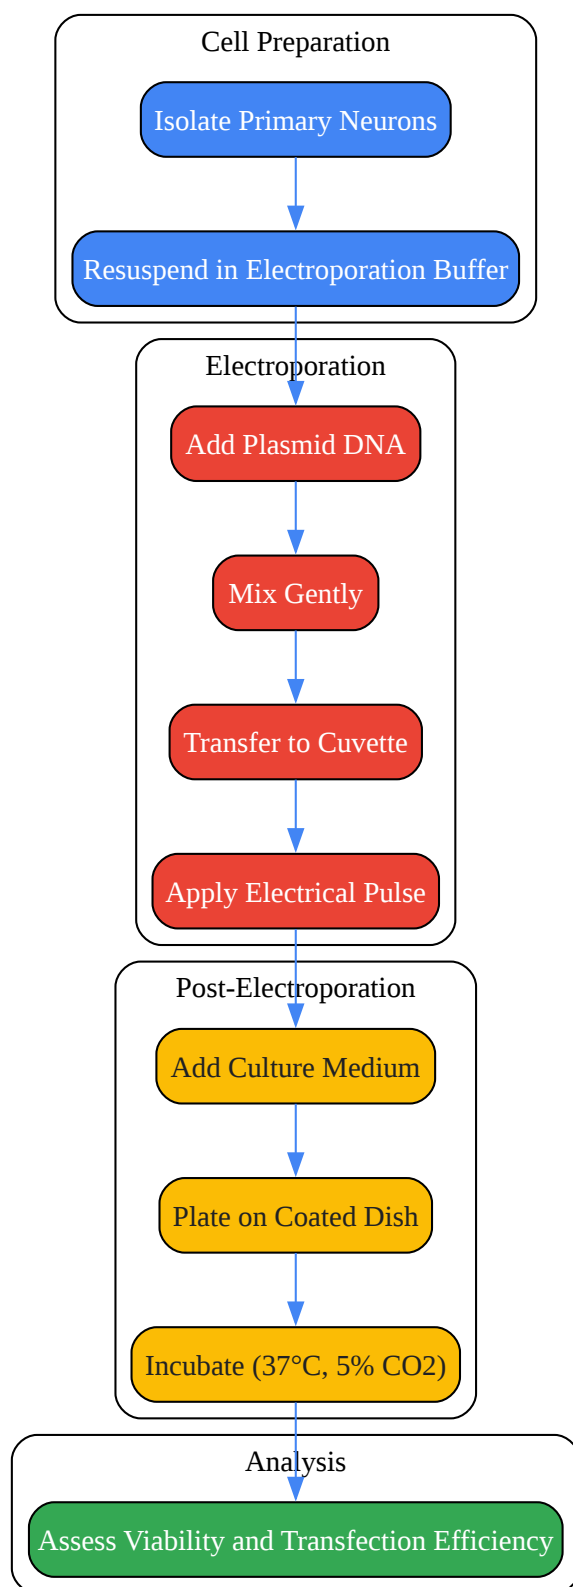 Cell Preparation
Isolate Primary Neurons
Resuspend in Electroporation Buffer
Electroporation
Add Plasmid DNA
Mix Gently
Transfer to Cuvette
Apply Electrical Pulse
Post-Electroporation
Add Culture Medium
Plate on Coated Dish
Incubate (37°C, 5% CO2)
Analysis
Assess Viability and Transfection Efficiency